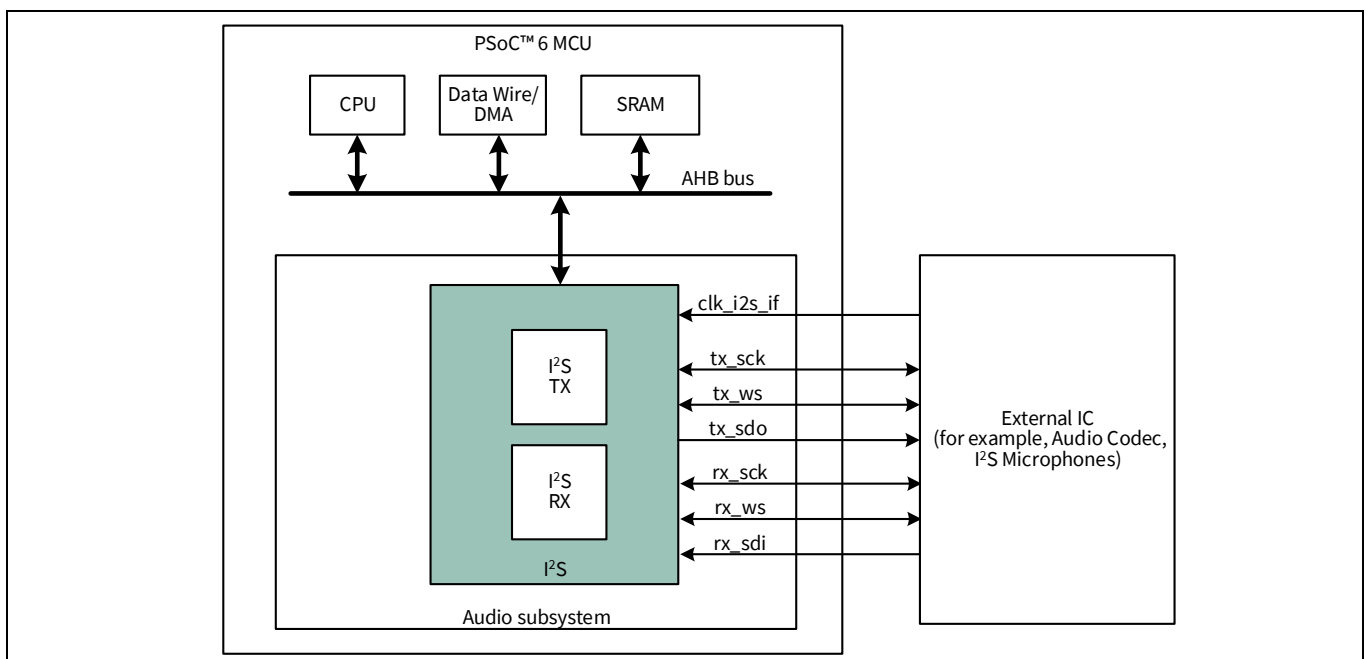 PSoC™ 6 MCU
CPU
Data Wire/
DMA
SRAM
AHB bus
clk_i2s_if
tx_sck
tx_ws
tx_sdo
rx_sck
rx_ws
rx_sdi
I²S
TX
I²S
RX
I²S
Audio subsystem
External IC
(for example, Audio Codec,
I²S Microphones)